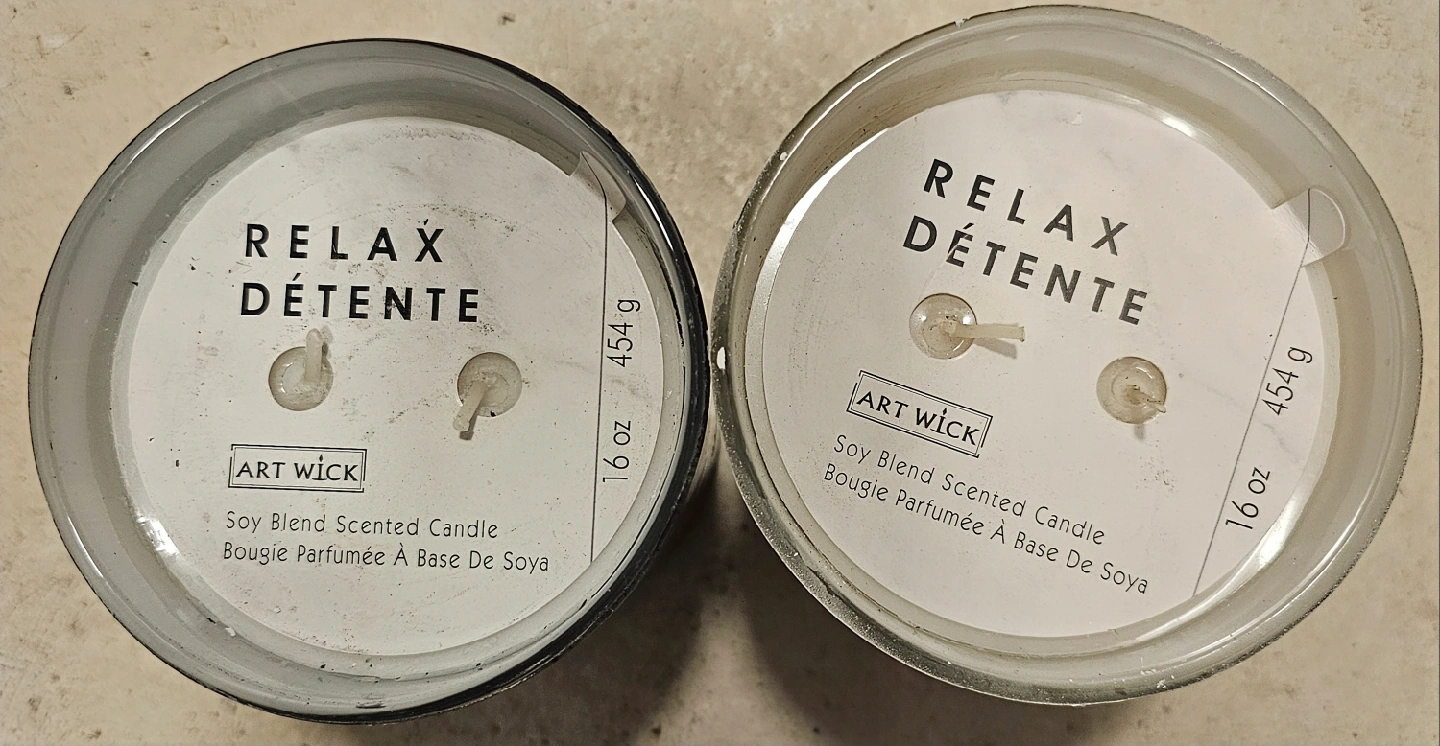 RELAX
DÉTENTE
ART WICK
Soy Blend Scented Candle
Bougie Parfumée À Base De Soya
16 oz 454 g
RELAX
DÉTENTE
ART WICK
Soy Blend Scented Candle
Bougie Parfumée À Base De Soya
16 oz 454 g